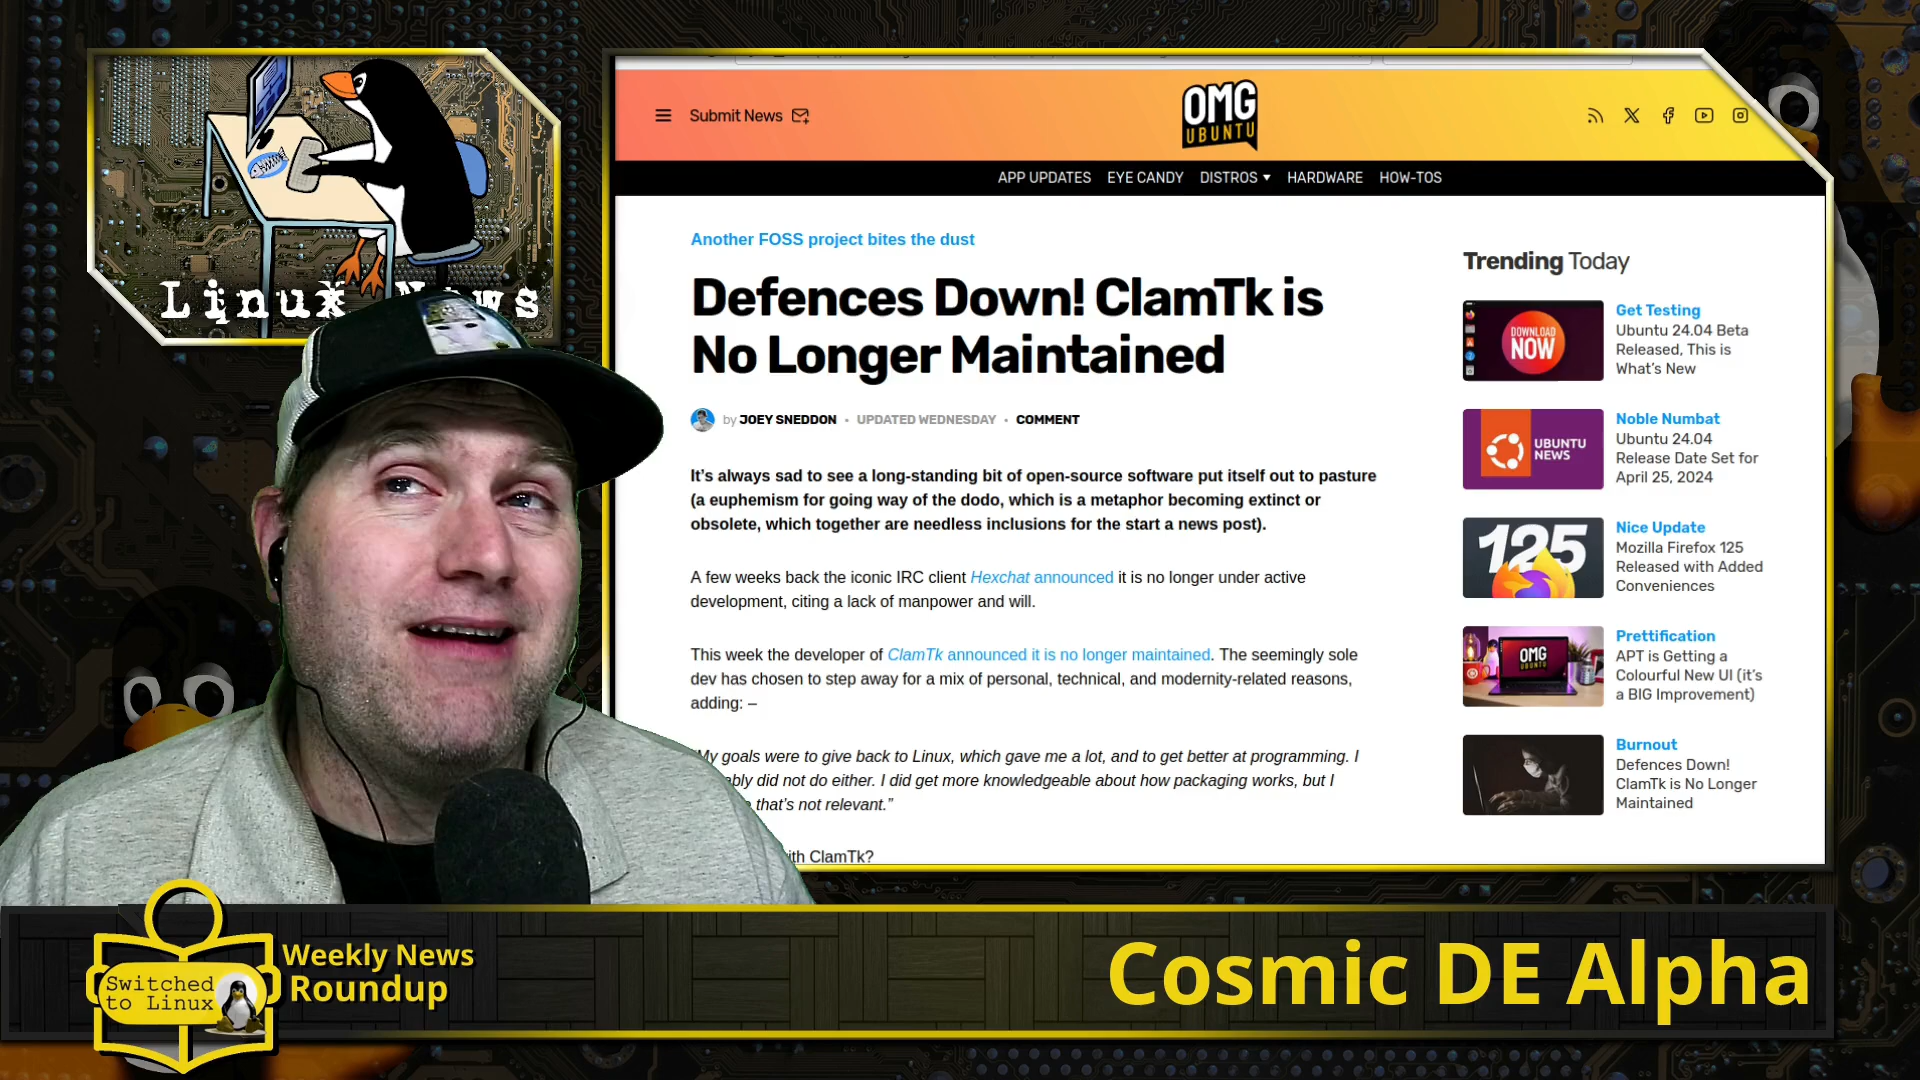 Linux News
Submit News
OMG
UBUNTU
APP UPDATES
EYE CANDY
DISTROS
HARDWARE
HOW-TOS
Another FOSS project bites the dust
Defences Down! ClamTk is
No Longer Maintained
by JOEY SNEDDON • UPDATED WEDNESDAY • COMMENT
It’s always sad to see a long-standing bit of open-source software put itself out to pasture
(a euphemism for going way of the dodo, which is a metaphor becoming extinct or
obsolete, which together are needless inclusions for the start a news post).
A few weeks back the iconic IRC client Hexchat announced it is no longer under active
development, citing a lack of manpower and will.
This week the developer of ClamTk announced it is no longer maintained. The seemingly sole
dev has chosen to step away for a mix of personal, technical, and modernity-related reasons,
adding: –
My goals were to give back to Linux, which gave me a lot, and to get better at programming. I
did not do either. I did get more knowledgeable about how packaging works, but I
that’s not relevant.”
ClamTk?
Trending Today
DOWNLOAD
NOW
Get Testing
Ubuntu 24.04 Beta
Released, This is
What’s New
UBUNTU
NEWS
Noble Numbat
Ubuntu 24.04
Release Date Set for
April 25, 2024
125
Nice Update
Mozilla Firefox 125
Released with Added
Conveniences
OMG
Prettification
APT is Getting a
Colourful New UI (it’s
a BIG Improvement)
Burnout
Defences Down!
ClamTk is No Longer
Maintained
Switched
to Linux
Weekly News
Roundup
Cosmic DE Alpha